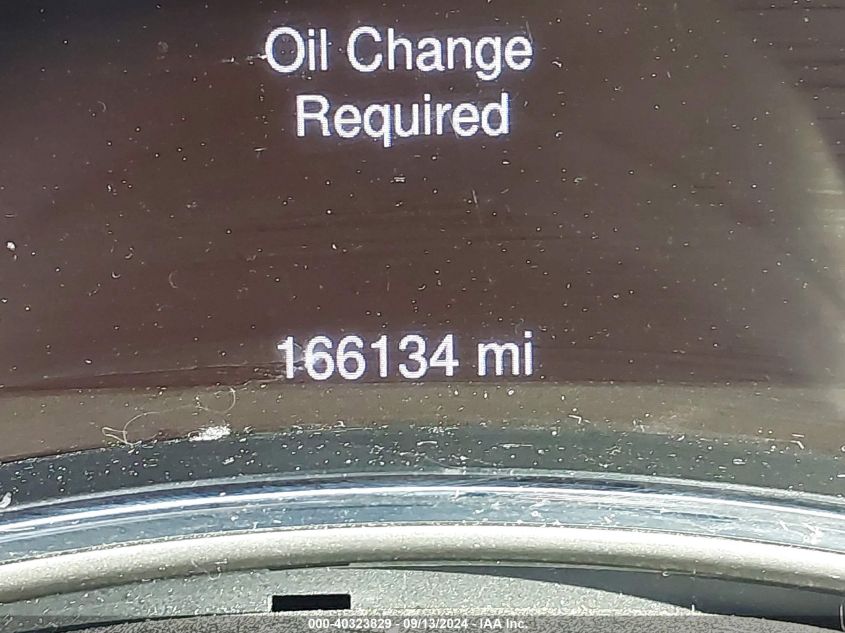 Oil Change
Required
166134 mi
000-40323829 - 09/13/2024 - IAA Inc.